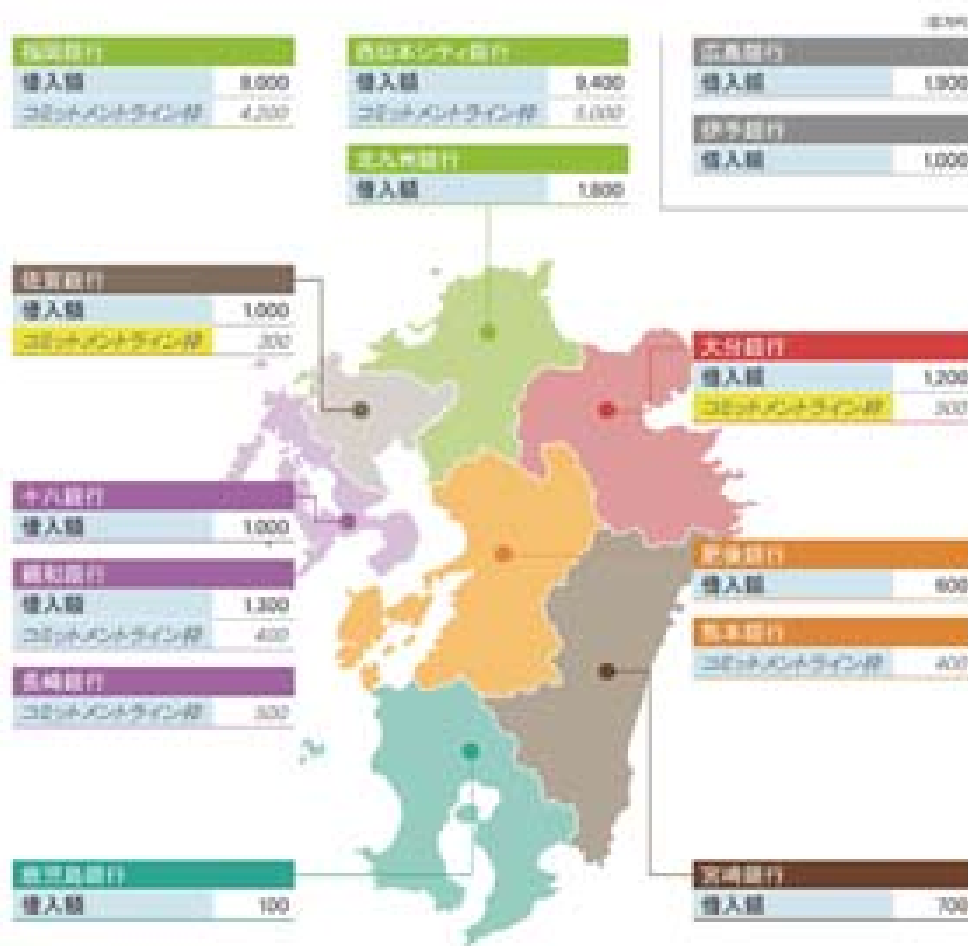 福岡銀行
借入額 9,000
コミットメントライン枠 4,200
西日本シティ銀行
借入額 9,400
コミットメントライン枠 5,000
北九州銀行
借入額 1,800
広島銀行
借入額
伊予銀行
借入額 1,000
佐賀銀行
借入額 1,000
コミットメントライン枠
大分銀行
借入額 1,200
コミットメントライン枠
十八銀行
借入額 1,000
親和銀行
借入額 1,300
コミットメントライン枠 400
長崎銀行
コミットメントライン枠
肥後銀行
借入額 600
熊本銀行
コミットメントライン枠 400
鹿児島銀行
借入額 100
宮崎銀行
借入額 700